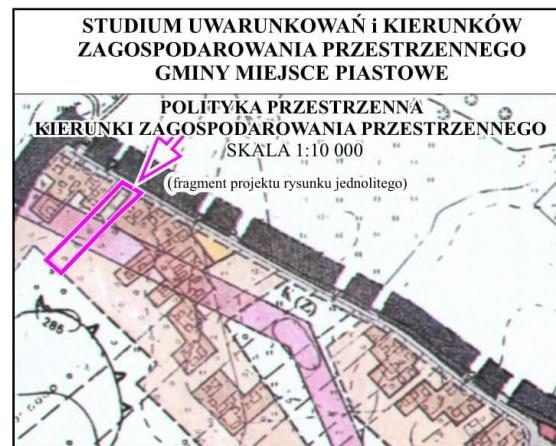 STUDIUM UWARUNKOWAŃ i KIERUNKÓW
ZAGOSPODAROWANIA PRZESTRZENNEGO
GMINY MIEJSCE PIASTOWE
POLITYKA PRZESTRZENNA
KIERUNKI ZAGOSPODAROWANIA PRZESTRZENNEGO
SKALA 1:10 000
(fragment projektu rysunku jednolitego)
K (Z)
285